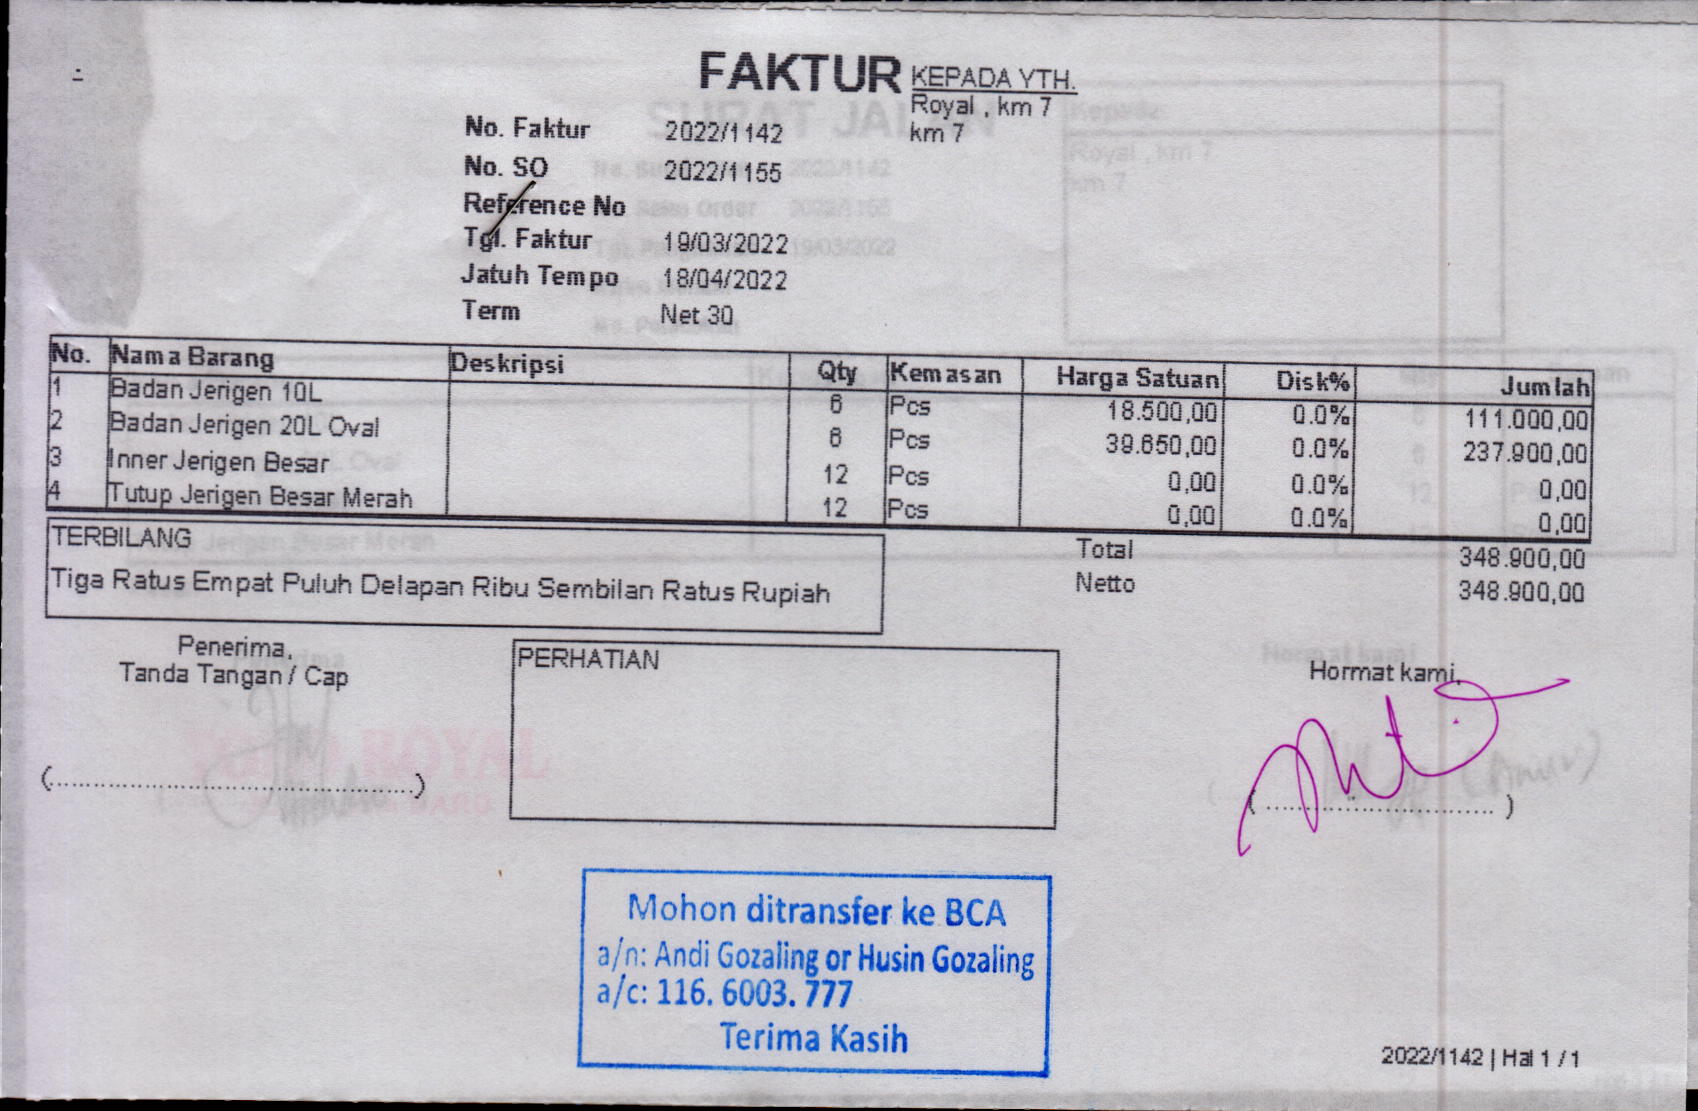 FAKTUR
KEPADA YTH.
Royal , km 7
km 7
No. Faktur 2022/1142
No. SO 2022/1155
Reference No
Tgl. Faktur 19/03/2022
Jatuh Tempo 18/04/2022
Term Net 30
No. Nama Barang Deskripsi Qty Kemasan Harga Satuan Disk% Jumlah
1 Badan Jerigen 10L 6 Pcs 18.500,00 0.0% 111.000,00
2 Badan Jerigen 20L Oval 6 Pcs 39.650,00 0.0% 237.900,00
3 Inner Jerigen Besar 12 Pcs 0,00 0.0% 0,00
4 Tutup Jerigen Besar Merah 12 Pcs 0,00 0.0% 0,00
TERBILANG
Tiga Ratus Empat Puluh Delapan Ribu Sembilan Ratus Rupiah
Total 348.900,00
Netto 348.900,00
Penerima,
Tanda Tangan / Cap
(..........................................)
PERHATIAN
Hormat kami,
(..............................)
Mohon ditransfer ke BCA
a/n: Andi Gozaling or Husin Gozaling
a/c: 116. 6003. 777
Terima Kasih
2022/1142 | Hal 1 / 1